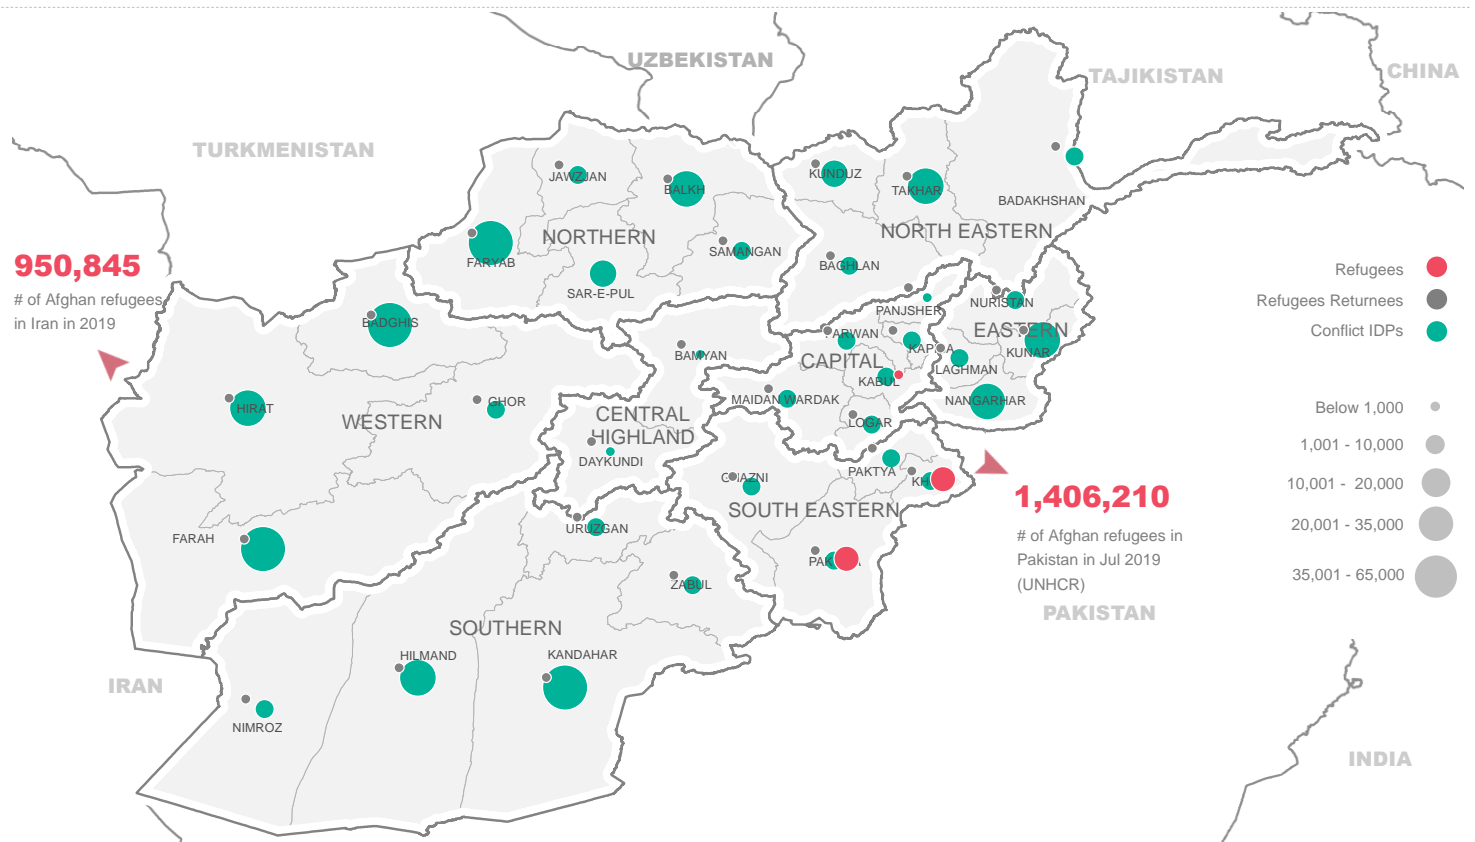 UZBEKISTAN
TAJIKISTAN
CHINA
TURKMENISTAN
JAWZJAN
BALKH
KUNDUZ
TAKHAR
BADAKHSHAN
NORTHERN
NORTH EASTERN
FARYAB
SAMANGAN
SAR-E-PUL
BAGHLAN
950,845
# of Afghan refugees
in Iran in 2019
Refugees
Refugees Returnees
Conflict IDPs
BADGHIS
PANJSHER
NURISTAN
EASTERN
PARWAN
KAPISA
KUNAR
BAMYAN
CAPITAL
LAGHMAN
KABUL
HIRAT
GHOR
WESTERN
CENTRAL
HIGHLAND
MAIDAN WARDAK
NANGARHAR
LOGAR
DAYKUNDI
PAKTYA
KH
GHAZNI
SOUTH EASTERN
Below 1,000
1,001 - 10,000
10,001 - 20,000
20,001 - 35,000
35,001 - 65,000
1,406,210
# of Afghan refugees in
Pakistan in Jul 2019
(UNHCR)
PAKISTAN
FARAH
URUZGAN
PAKTIKA
ZABUL
SOUTHERN
HILMAND
KANDAHAR
IRAN
NIMROZ
INDIA